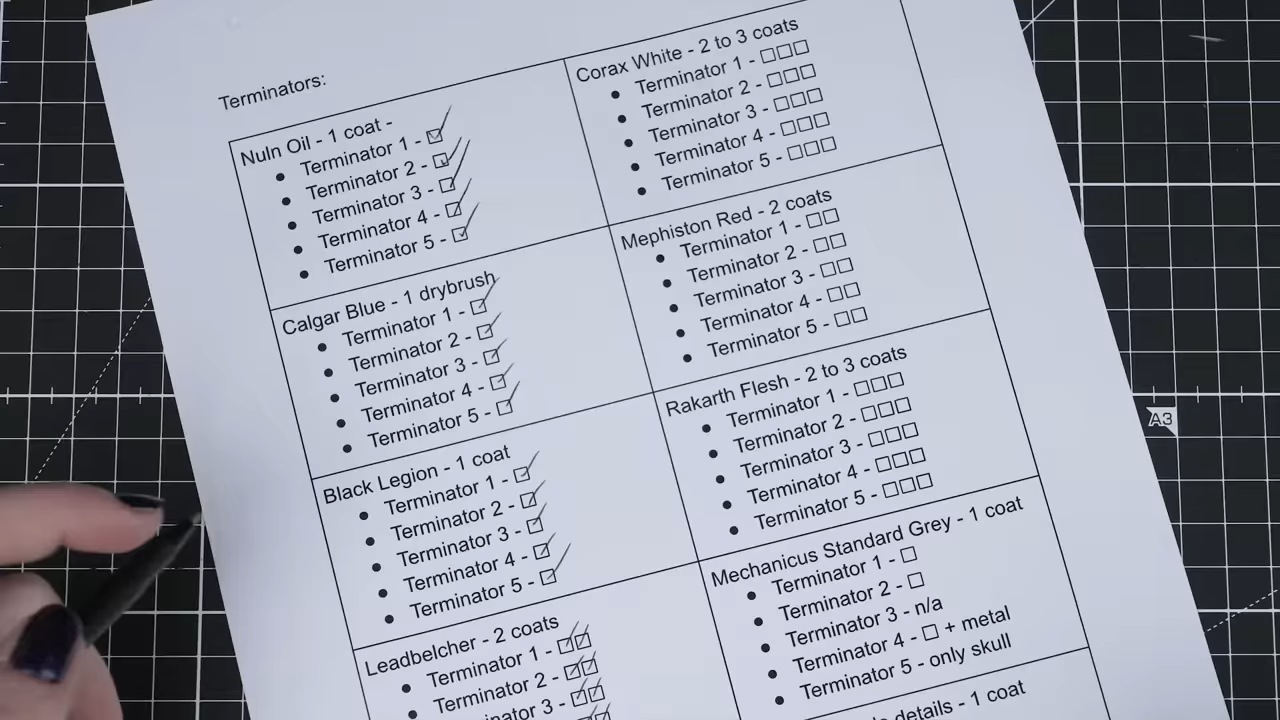 Terminators:
Nuln Oil - 1 coat -
Terminator 1 - ☑
Terminator 2 - ☑
Terminator 3 - ☑
Terminator 4 - ☑
Terminator 5 - ☑
Calgar Blue - 1 drybrush
Terminator 1 - ☑
Terminator 2 - ☑
Terminator 3 - ☑
Terminator 4 - ☑
Terminator 5 - ☑
Black Legion - 1 coat
Terminator 1 - ☑
Terminator 2 - ☑
Terminator 3 - ☑
Terminator 4 - ☑
Terminator 5 - ☑
Leadbelcher - 2 coats
Terminator 1 - ☑☑
Terminator 2 - ☑☑
3 - ☑☑
Corax White - 2 to 3 coats
Terminator 1 - ☐☐☐
Terminator 2 - ☐☐☐
Terminator 3 - ☐☐☐
Terminator 4 - ☐☐☐
Terminator 5 - ☐☐☐
Mephiston Red - 2 coats
Terminator 1 - ☐☐
Terminator 2 - ☐☐
Terminator 3 - ☐☐
Terminator 4 - ☐☐
Terminator 5 - ☐☐
Rakarth Flesh - 2 to 3 coats
Terminator 1 - ☐☐☐
Terminator 2 - ☐☐☐
Terminator 3 - ☐☐☐
Terminator 4 - ☐☐☐
Terminator 5 - ☐☐☐
Mechanicus Standard Grey - 1 coat
Terminator 1 - ☐
Terminator 2 - ☐
Terminator 3 - n/a
Terminator 4 - ☐ + metal
Terminator 5 - only skull
details - 1 coat
A3